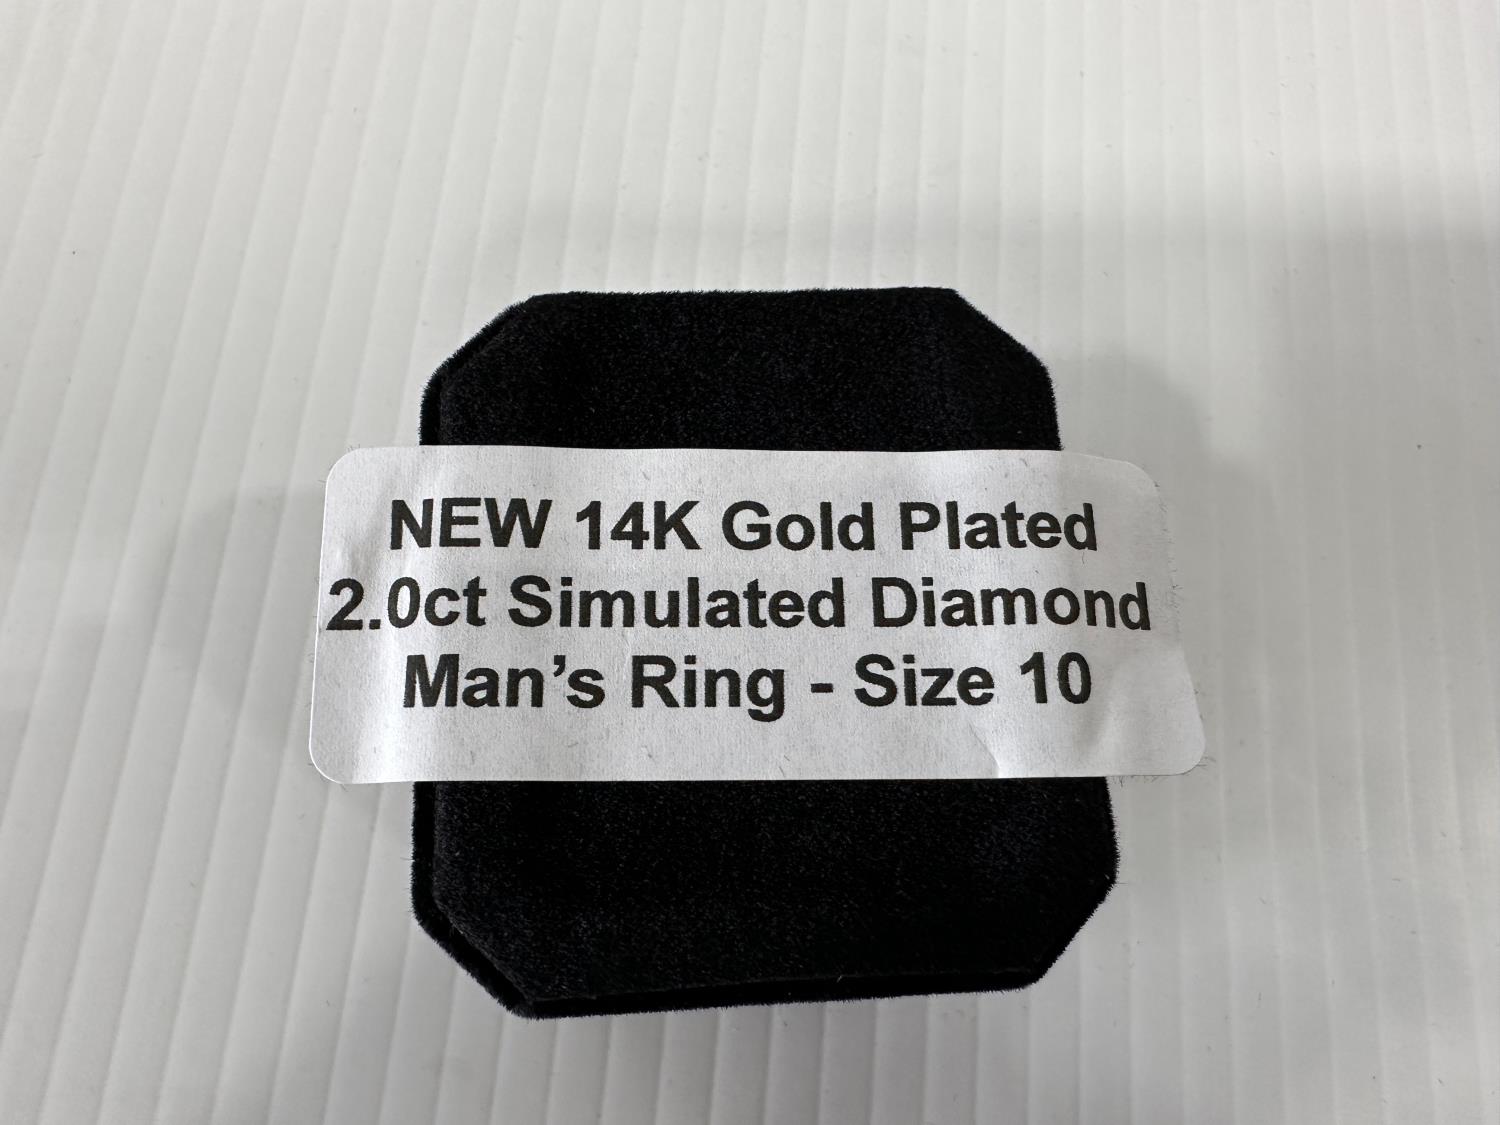 NEW 14K Gold Plated
2.0ct Simulated Diamond
Man’s Ring - Size 10